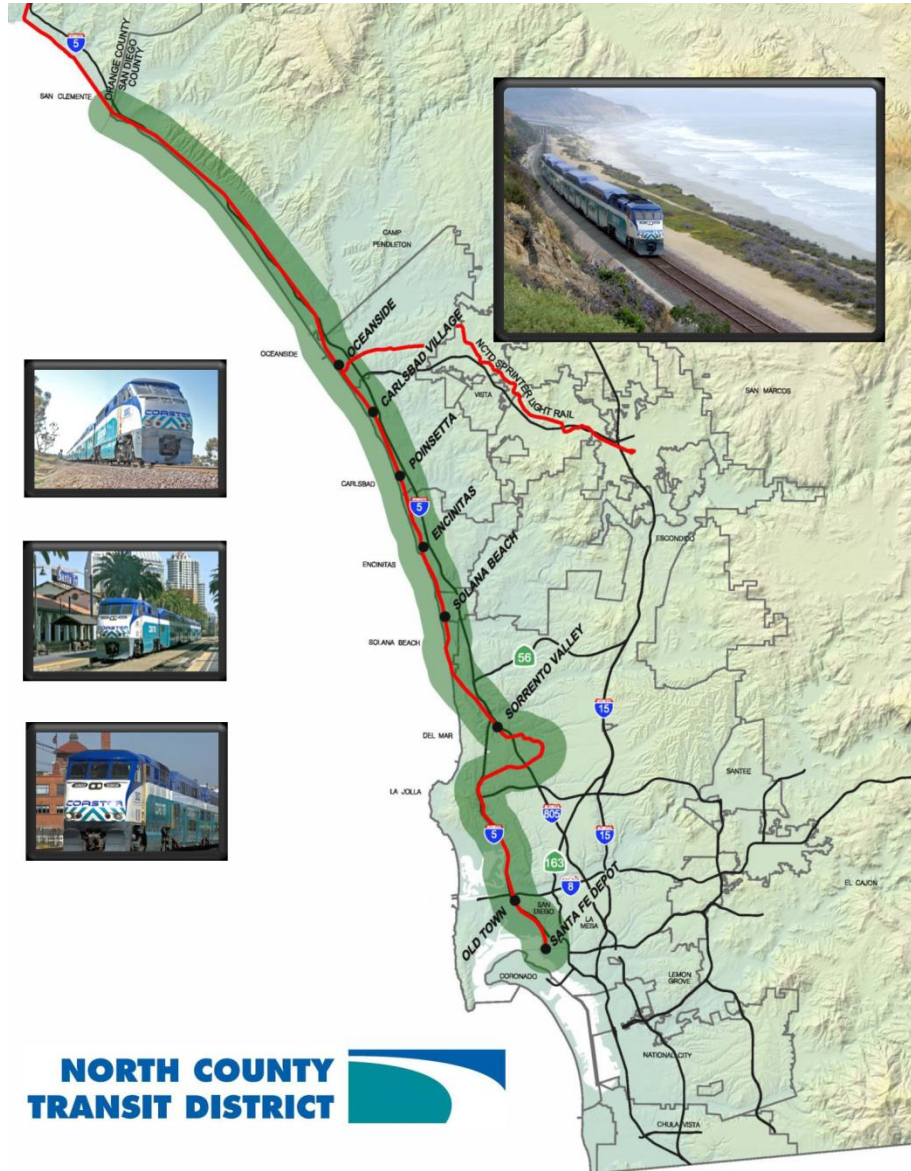 5
ORANGE COUNTY
SAN DIEGO
COUNTY
SAN CLEMENTE
CAMP
PENDLETON
OCEANSIDE
OCEANSIDE
CARLSBAD VILLAGE
NCTD SPRINTER LIGHT RAIL
VISTA
SAN MARCOS
POINSETTA
CARLSBAD
COASTER
5
ENCINITAS
ESCONDIDO
ENCINITAS
SOLANA BEACH
SOLANA BEACH
56
SORRENTO VALLEY
15
DEL MAR
SANTEE
LA JOLLA
COASTER
805
5
15
163
8
EL CAJON
SAN
DIEGO
LA
MESA
OLD TOWN
SANTA FE DEPOT
CORONADO
LEMON
GROVE
NATIONAL CITY
CHULA VISTA
NORTH COUNTY
TRANSIT DISTRICT